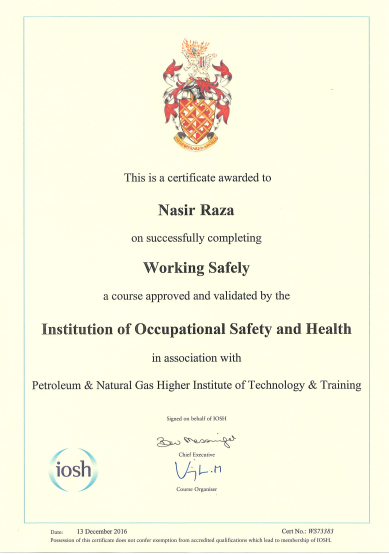 This is a certificate awarded to
Nasir Raza
on successfully completing
Working Safely
a course approved and validated by the
Institution of Occupational Safety and Health
in association with
Petroleum & Natural Gas Higher Institute of Technology & Training
Signed on behalf of IOSH
Chief Executive
iosh
Course Organiser
Date: 13 December 2016 Cert No.: WS73383
Possession of this certificate does not confer exemption from accredited qualifications which lead to membership of IOSH.